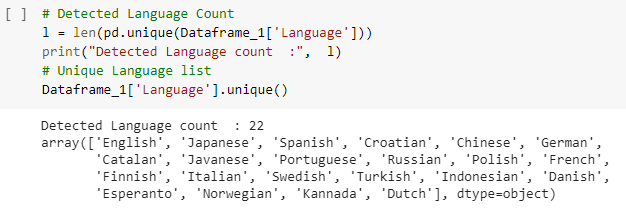 [ ] # Detected Language Count
l = len(pd.unique(Dataframe_1['Language']))
print("Detected Language count  :",  l)
# Unique Language list
Dataframe_1['Language'].unique()
Detected Language count  : 22
array(['English', 'Japanese', 'Spanish', 'Croatian', 'Chinese', 'German',
'Catalan', 'Javanese', 'Portuguese', 'Russian', 'Polish', 'French',
'Finnish', 'Italian', 'Swedish', 'Turkish', 'Indonesian', 'Danish',
'Esperanto', 'Norwegian', 'Kannada', 'Dutch'], dtype=object)